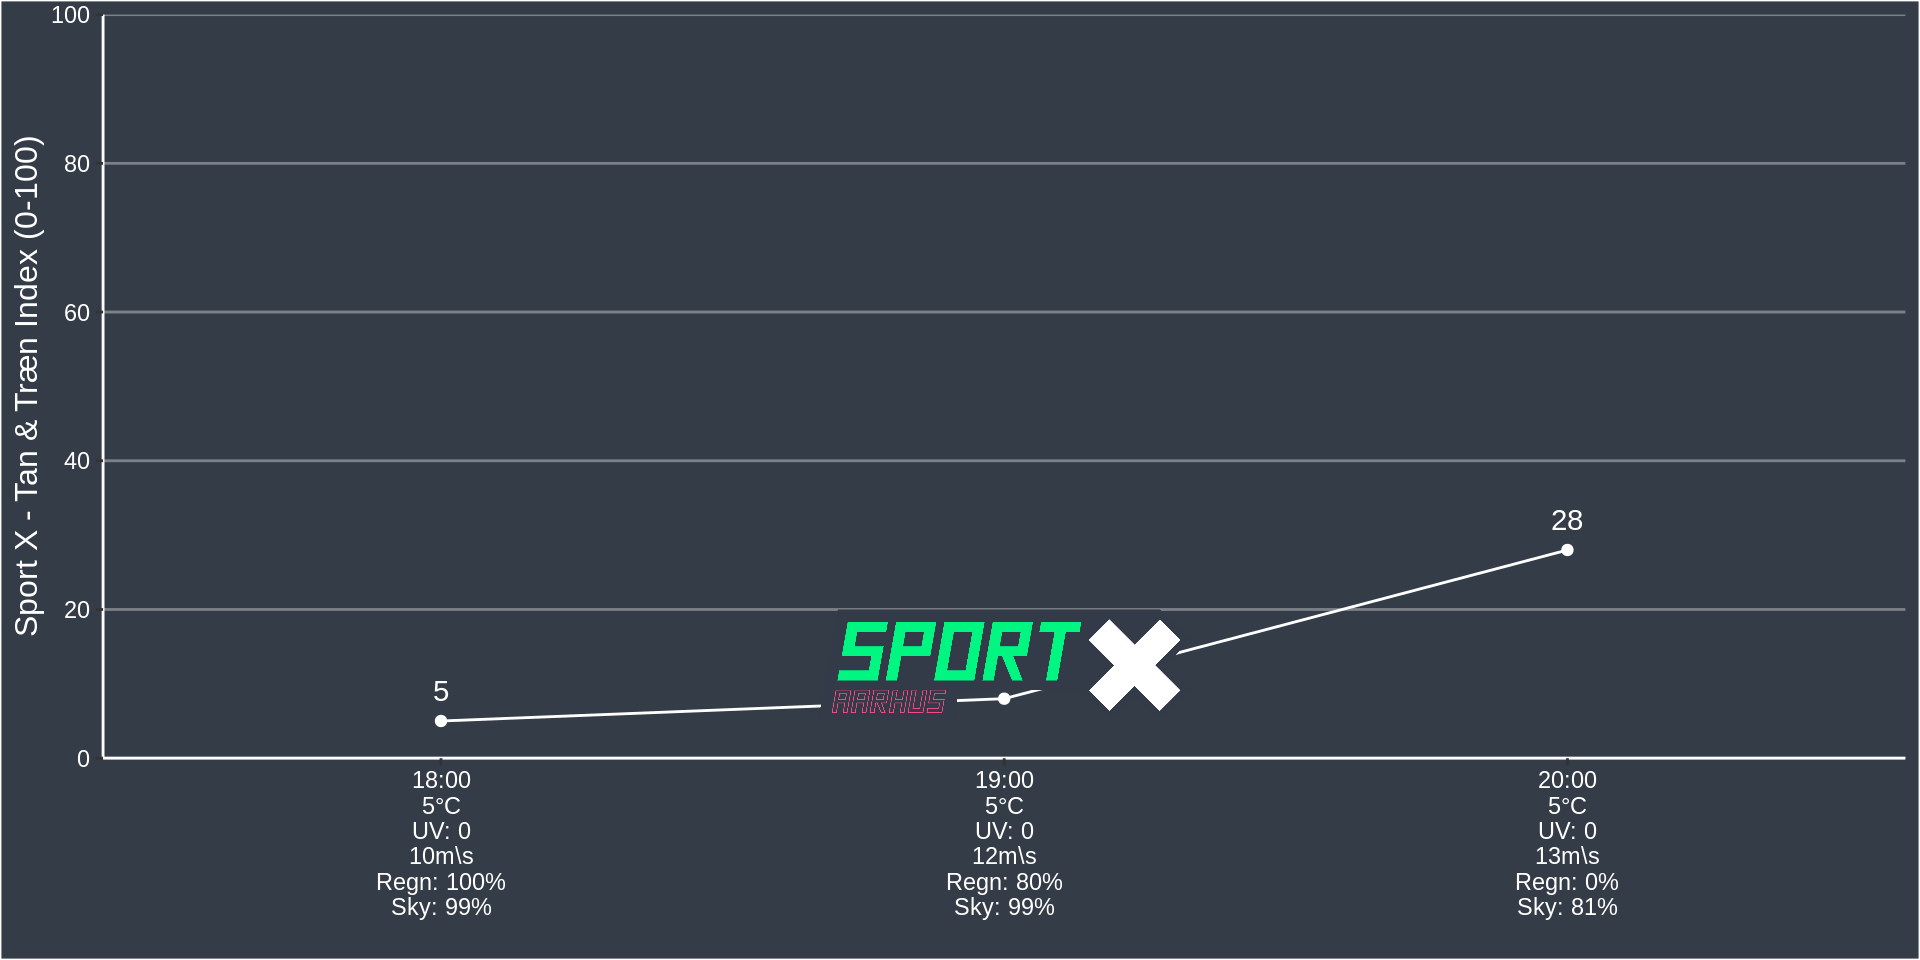 Sport X - Tan & Træn Index (0-100)
100
80
60
40
20
0
5
28
SPORT X
AARHUS
18:00
5°C
UV: 0
10m\s
Regn: 100%
Sky: 99%
19:00
5°C
UV: 0
12m\s
Regn: 80%
Sky: 99%
20:00
5°C
UV: 0
13m\s
Regn: 0%
Sky: 81%